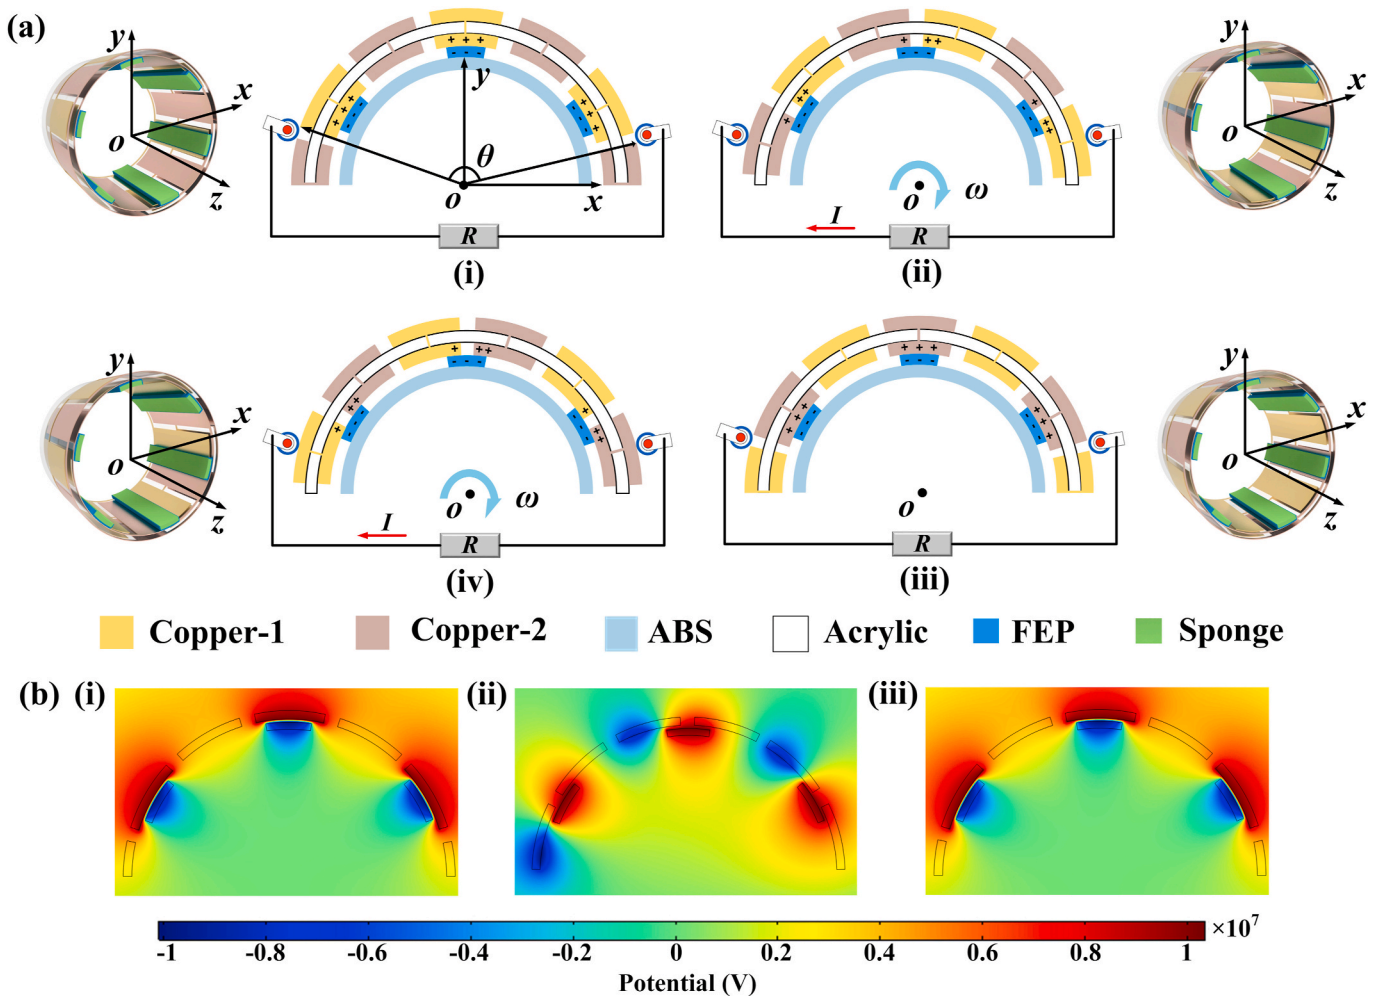 (a)
y
x
o
z
+ + +
- - -
y
+ + +
- - -
+ + +
- - -
θ
o
x
R
(i)
+ + +
- - -
+ + +
- - -
+ + +
- - -
o
ω
I
R
(ii)
y
x
o
z
y
x
o
z
+ + +
- - -
+ + +
- - -
+ + +
- - -
o
ω
I
R
(iv)
+ + +
- - -
+ + +
- - -
+ + +
- - -
o
R
(iii)
y
x
o
z
Copper-1 Copper-2 ABS Acrylic FEP Sponge
(b) (i) (ii) (iii)
×10⁷
-1 -0.8 -0.6 -0.4 -0.2 0 0.2 0.4 0.6 0.8 1
Potential (V)